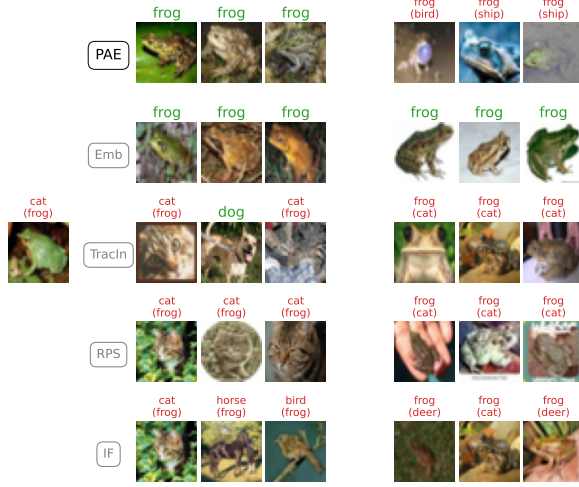 frog frog frog frog frog frog
(bird) (ship) (ship)
PAE
frog frog frog frog frog frog
Emb
cat cat dog cat frog frog frog
(frog) (frog) (frog) (cat) (cat) (cat)
TracIn
cat cat cat frog frog frog
(frog) (frog) (frog) (cat) (cat) (cat)
RPS
cat horse bird frog frog frog
(frog) (frog) (frog) (deer) (cat) (deer)
IF